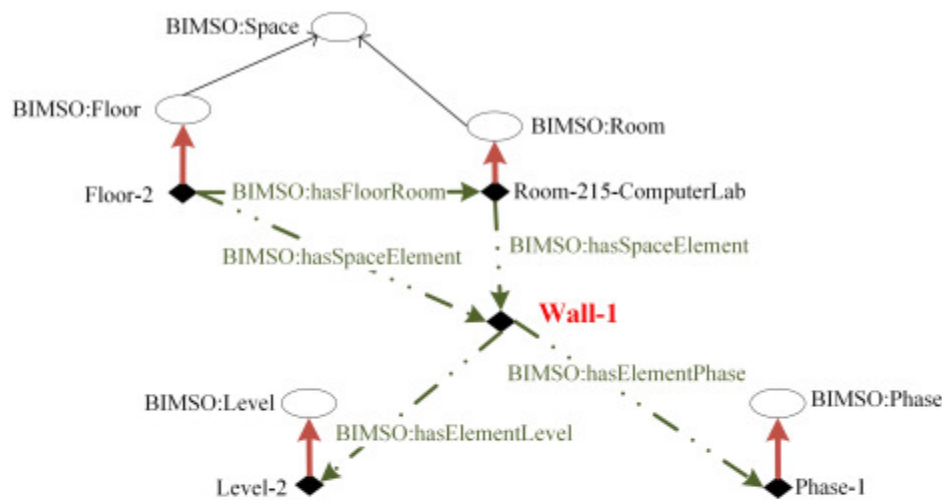 BIMSO:Space
BIMSO:Floor
BIMSO:Room
Floor-2
BIMSO:hasFloorRoom
Room-215-ComputerLab
BIMSO:hasSpaceElement
BIMSO:hasSpaceElement
Wall-1
BIMSO:hasElementPhase
BIMSO:Level
BIMSO:Phase
BIMSO:hasElementLevel
Level-2
Phase-1